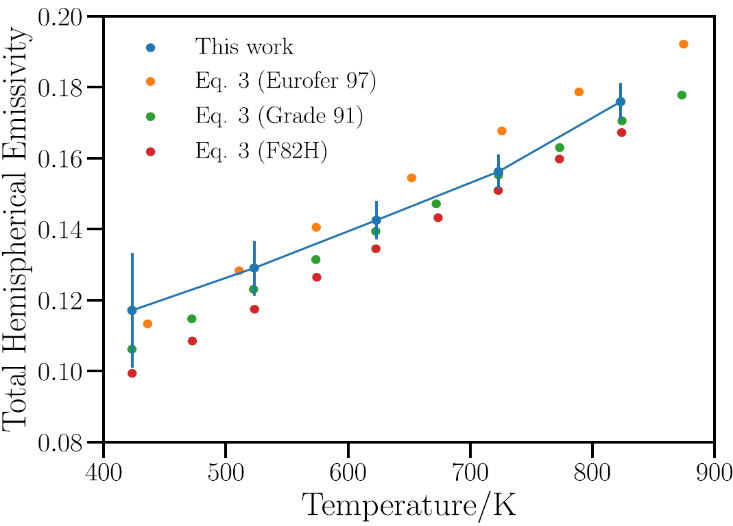 Total Hemispherical Emissivity
0.20
0.18
0.16
0.14
0.12
0.10
0.08
This work
Eq. 3 (Eurofer 97)
Eq. 3 (Grade 91)
Eq. 3 (F82H)
400 500 600 700 800 900
Temperature/K